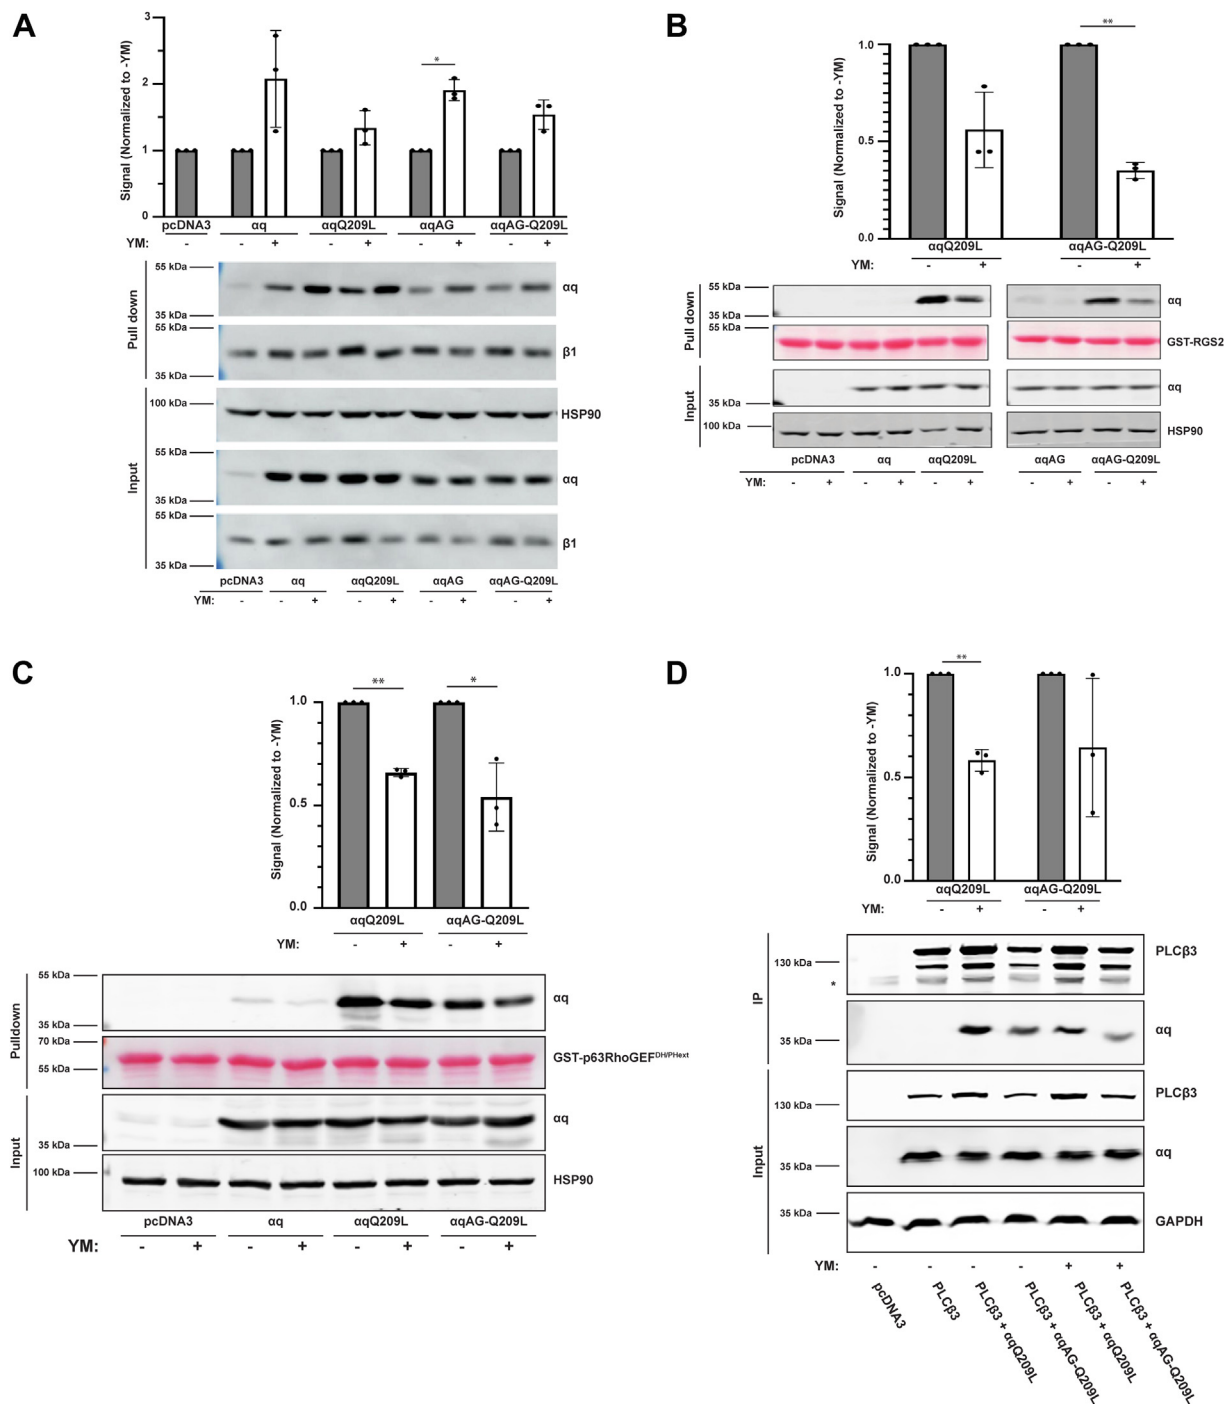 A
3
2
1
0
Signal (Normalized to -YM)
pcDNA3 αq αqQ209L αqAG αqAG-Q209L
YM: - - + - + - + - +
Pull down
55 kDa
αq
35 kDa
55 kDa
β1
35 kDa
Input
100 kDa
HSP90
55 kDa
αq
35 kDa
55 kDa
β1
35 kDa
pcDNA3 αq αqQ209L αqAG αqAG-Q209L
YM: - - + - + - + - +
*
B
**
1.0
0.5
0.0
Signal (Normalized to -YM)
αqQ209L αqAG-Q209L
YM: - + - +
Pull down
55 kDa
αq
35 kDa
55 kDa
GST-RGS2
Input
αq
35 kDa
100 kDa
HSP90
pcDNA3 αq αqQ209L αqAG αqAG-Q209L
YM: - + - + - + - + - +
C
** *
1.0
0.5
0.0
Signal (Normalized to -YM)
αqQ209L αqAG-Q209L
YM: - + - +
Pulldown
55 kDa
αq
35 kDa
70 kDa
GST-p63RhoGEFDH/PHext
55 kDa
Input
αq
35 kDa
100 kDa
HSP90
pcDNA3 αq αqQ209L αqAG-Q209L
YM: - + - + - + - +
D
**
1.0
0.5
0.0
Signal (Normalized to -YM)
αqQ209L αqAG-Q209L
YM: - + - +
IP
PLCβ3
130 kDa
*
αq
35 kDa
Input
PLCβ3
130 kDa
αq
35 kDa
35 kDa
GAPDH
YM: - - - - + +
pcDNA3
PLCβ3
PLCβ3 + αqQ209L
PLCβ3 + αqAG-Q209L
PLCβ3 + αqQ209L
PLCβ3 + αqAG-Q209L